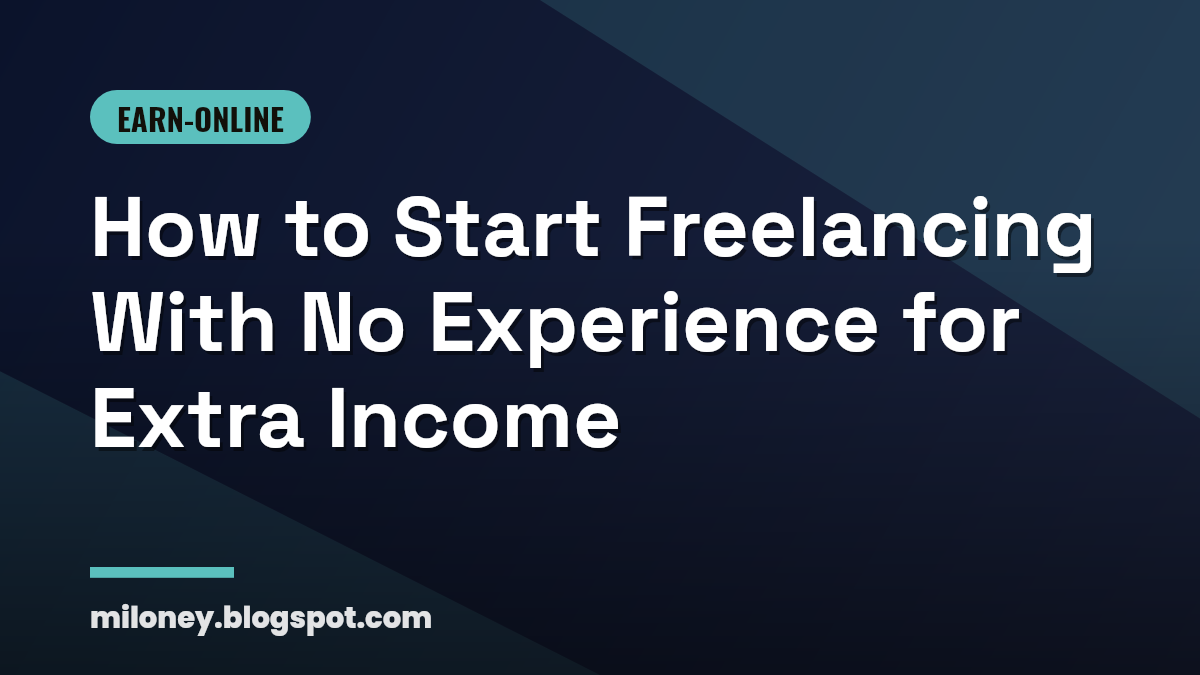 EARN-ONLINE
How to Start Freelancing
With No Experience for
Extra Income
miloney.blogspot.com